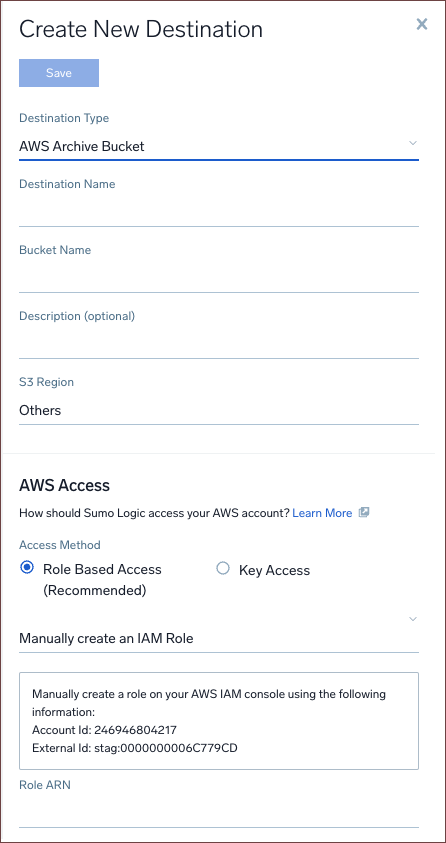 Create New Destination
Save
Destination Type
AWS Archive Bucket
Destination Name
Bucket Name
Description (optional)
S3 Region
Others
AWS Access
How should Sumo Logic access your AWS account? Learn More
Access Method
Role Based Access
(Recommended)
Key Access
Manually create an IAM Role
Manually create a role on your AWS IAM console using the following
information:
Account Id: 246946804217
External Id: stag:0000000006C779CD
Role ARN